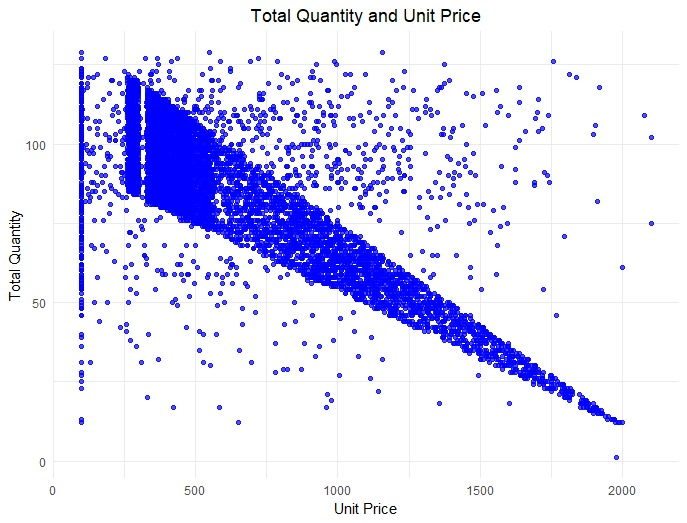 Total Quantity and Unit Price
100
50
0
Total Quantity
0 500 1000 1500 2000
Unit Price